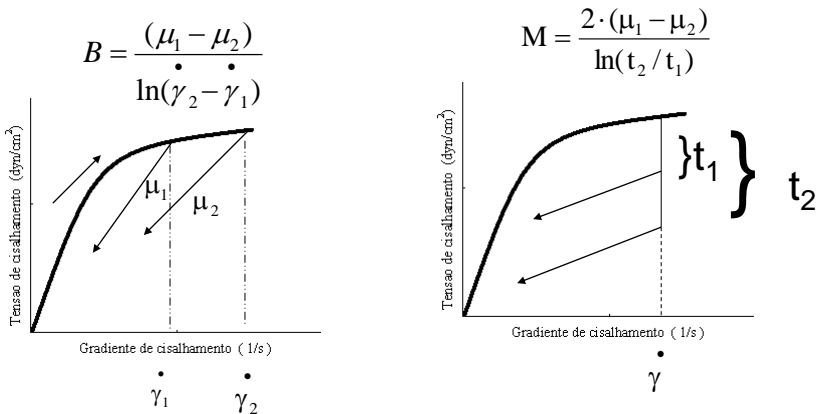 B = (μ₁ − μ₂) / ln(γ̇₂ − γ̇₁)
M = 2·(μ₁ − μ₂) / ln(t₂ / t₁)
Tensao de cisalhamento (dyn/cm²)
μ₁
μ₂
Gradiente de cisalhamento ( 1/s )
γ̇₁
γ̇₂
Tensao de cisalhamento (dyn/cm²)
}t₁
} t₂
Gradiente de cisalhamento ( 1/s )
γ̇